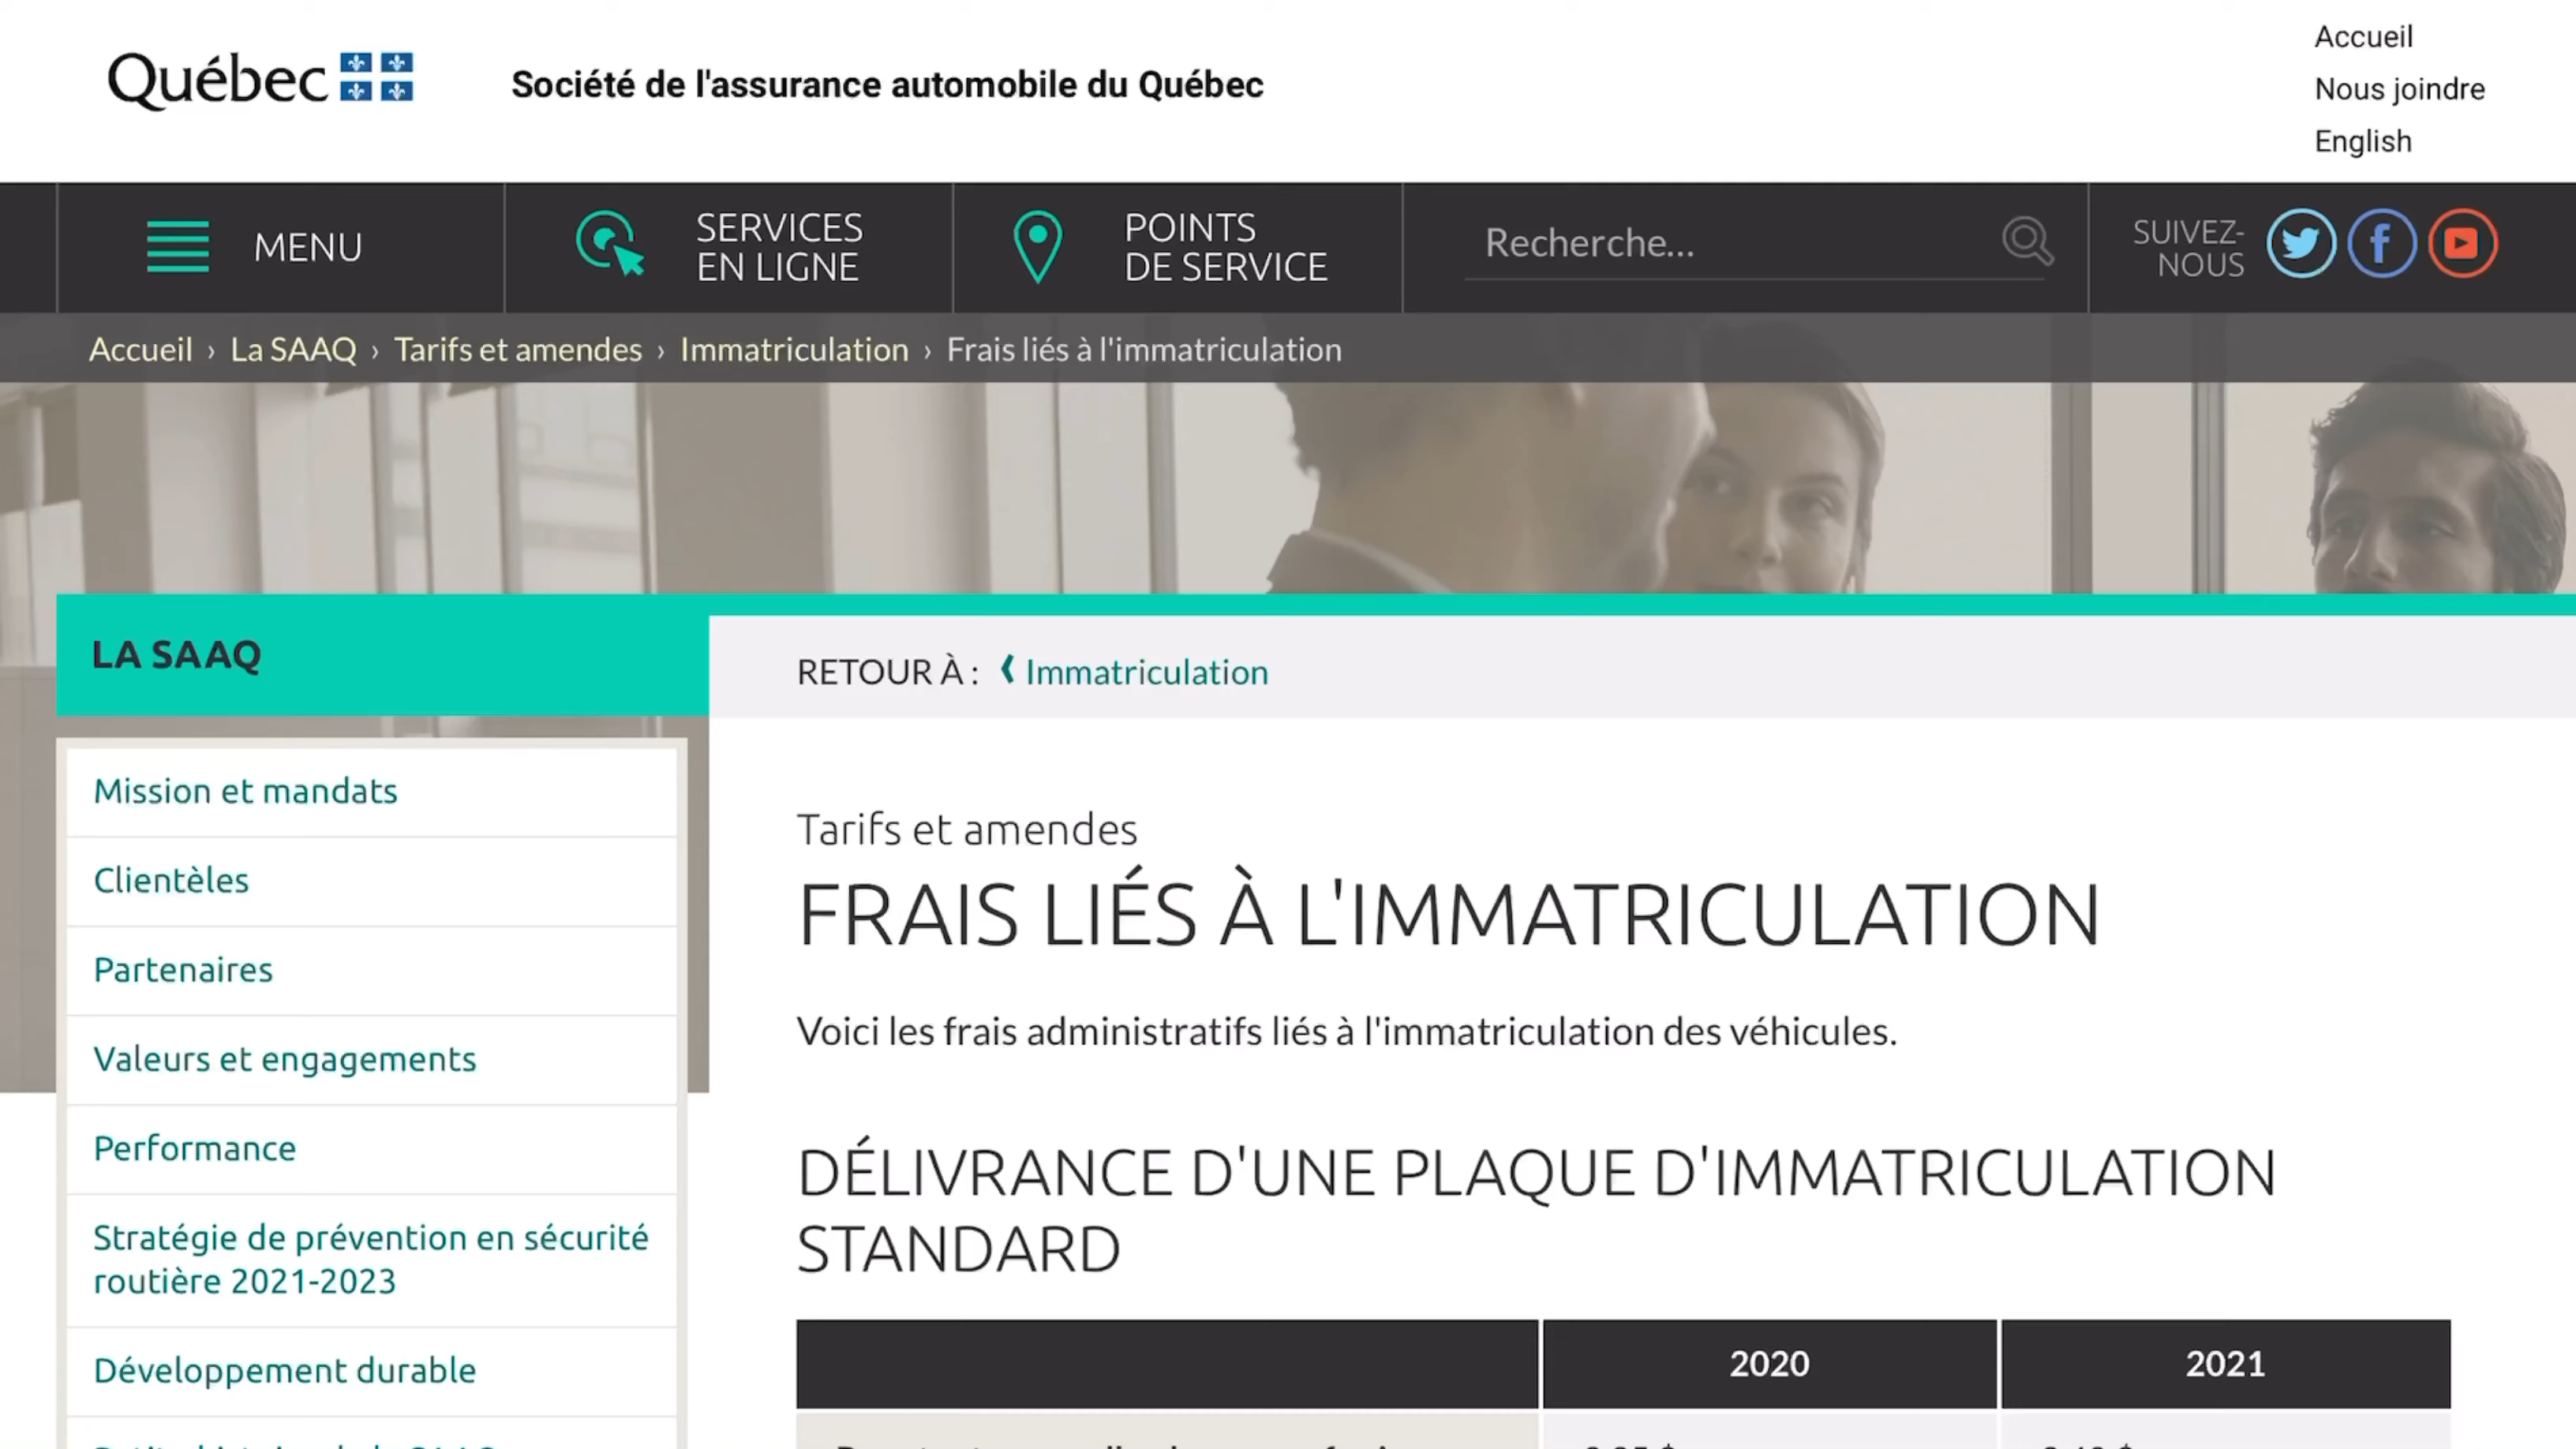 Québec
Société de l'assurance automobile du Québec
Accueil
Nous joindre
English
MENU
SERVICES
EN LIGNE
POINTS
DE SERVICE
Recherche...
SUIVEZ-
NOUS
Accueil › La SAAQ › Tarifs et amendes › Immatriculation › Frais liés à l'immatriculation
LA SAAQ
Mission et mandats
Clientèles
Partenaires
Valeurs et engagements
Performance
Stratégie de prévention en sécurité
routière 2021-2023
Développement durable
RETOUR À : ‹ Immatriculation
Tarifs et amendes
FRAIS LIÉS À L'IMMATRICULATION
Voici les frais administratifs liés à l'immatriculation des véhicules.
DÉLIVRANCE D'UNE PLAQUE D'IMMATRICULATION
STANDARD
2020 2021